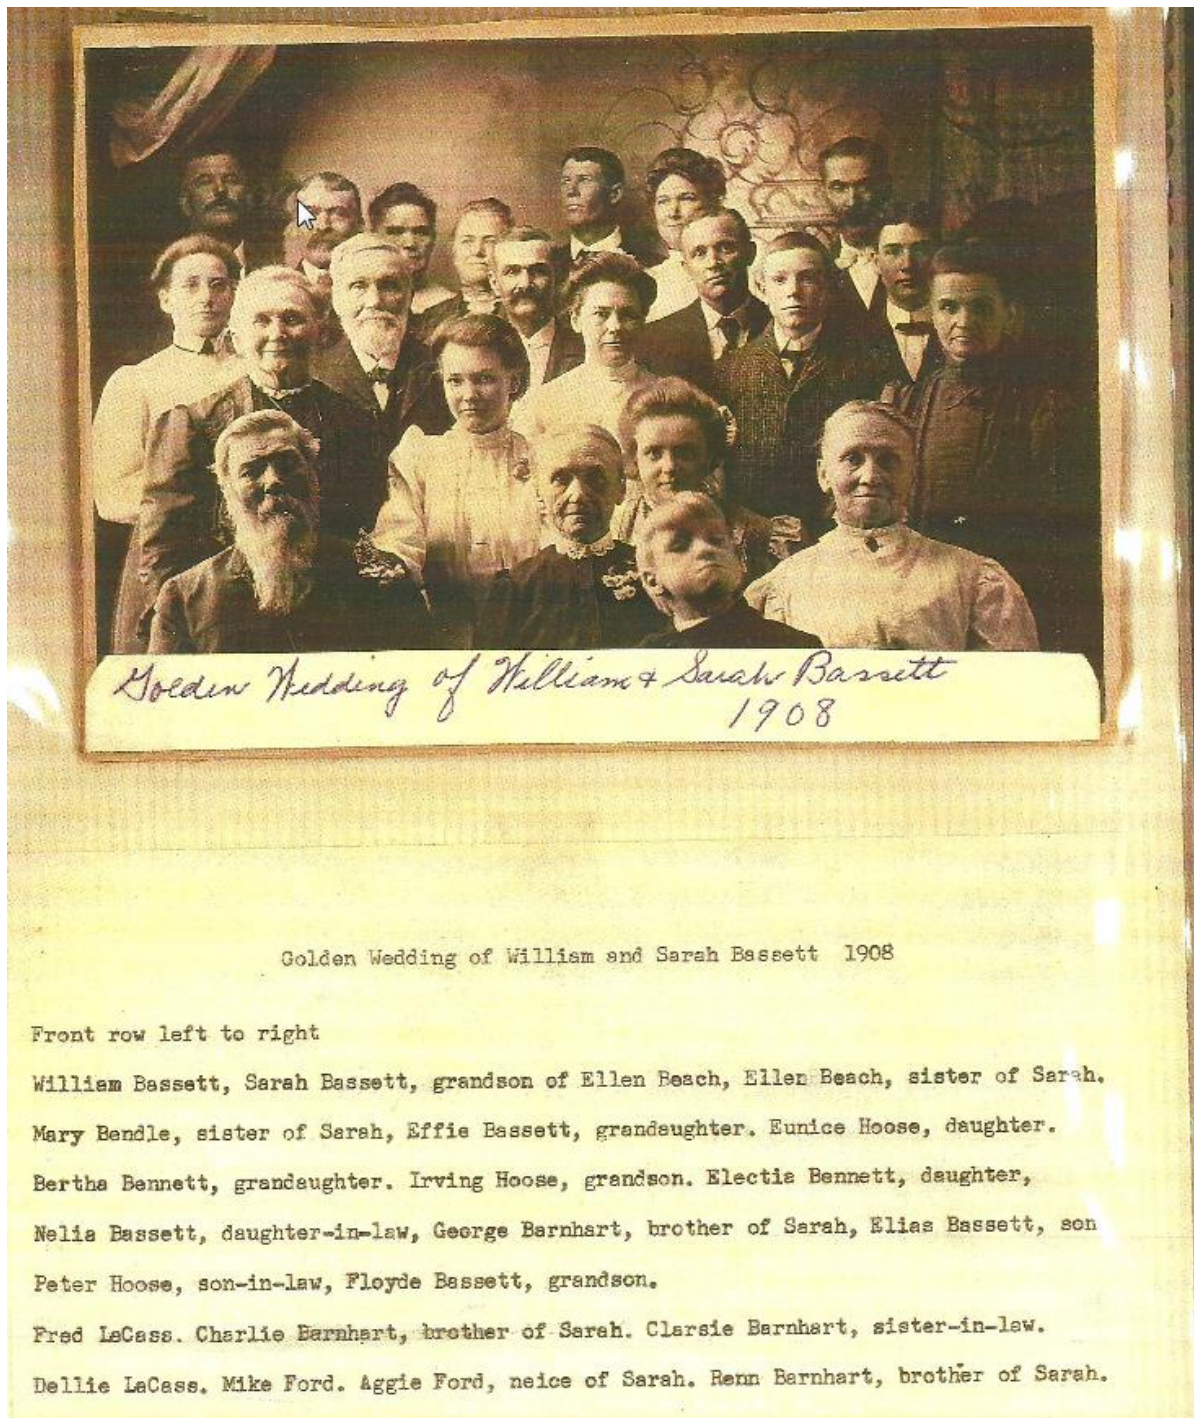 Golden Wedding of William & Sarah Bassett
1908
Golden Wedding of William and Sarah Bassett 1908
Front row left to right
William Bassett, Sarah Bassett, grandson of Ellen Beach, Ellen Beach, sister of Sarah.
Mary Bendle, sister of Sarah, Effie Bassett, grandaughter. Eunice Hoose, daughter.
Bertha Bennett, grandaughter. Irving Hoose, grandson. Electia Bennett, daughter,
Nelia Bassett, daughter-in-law, George Barnhart, brother of Sarah, Elias Bassett, son
Peter Hoose, son-in-law, Floyde Bassett, grandson.
Fred LaCass. Charlie Barnhart, brother of Sarah. Clarsie Barnhart, sister-in-law.
Dellie LaCass. Mike Ford. Aggie Ford, neice of Sarah. Renn Barnhart, brother of Sarah.